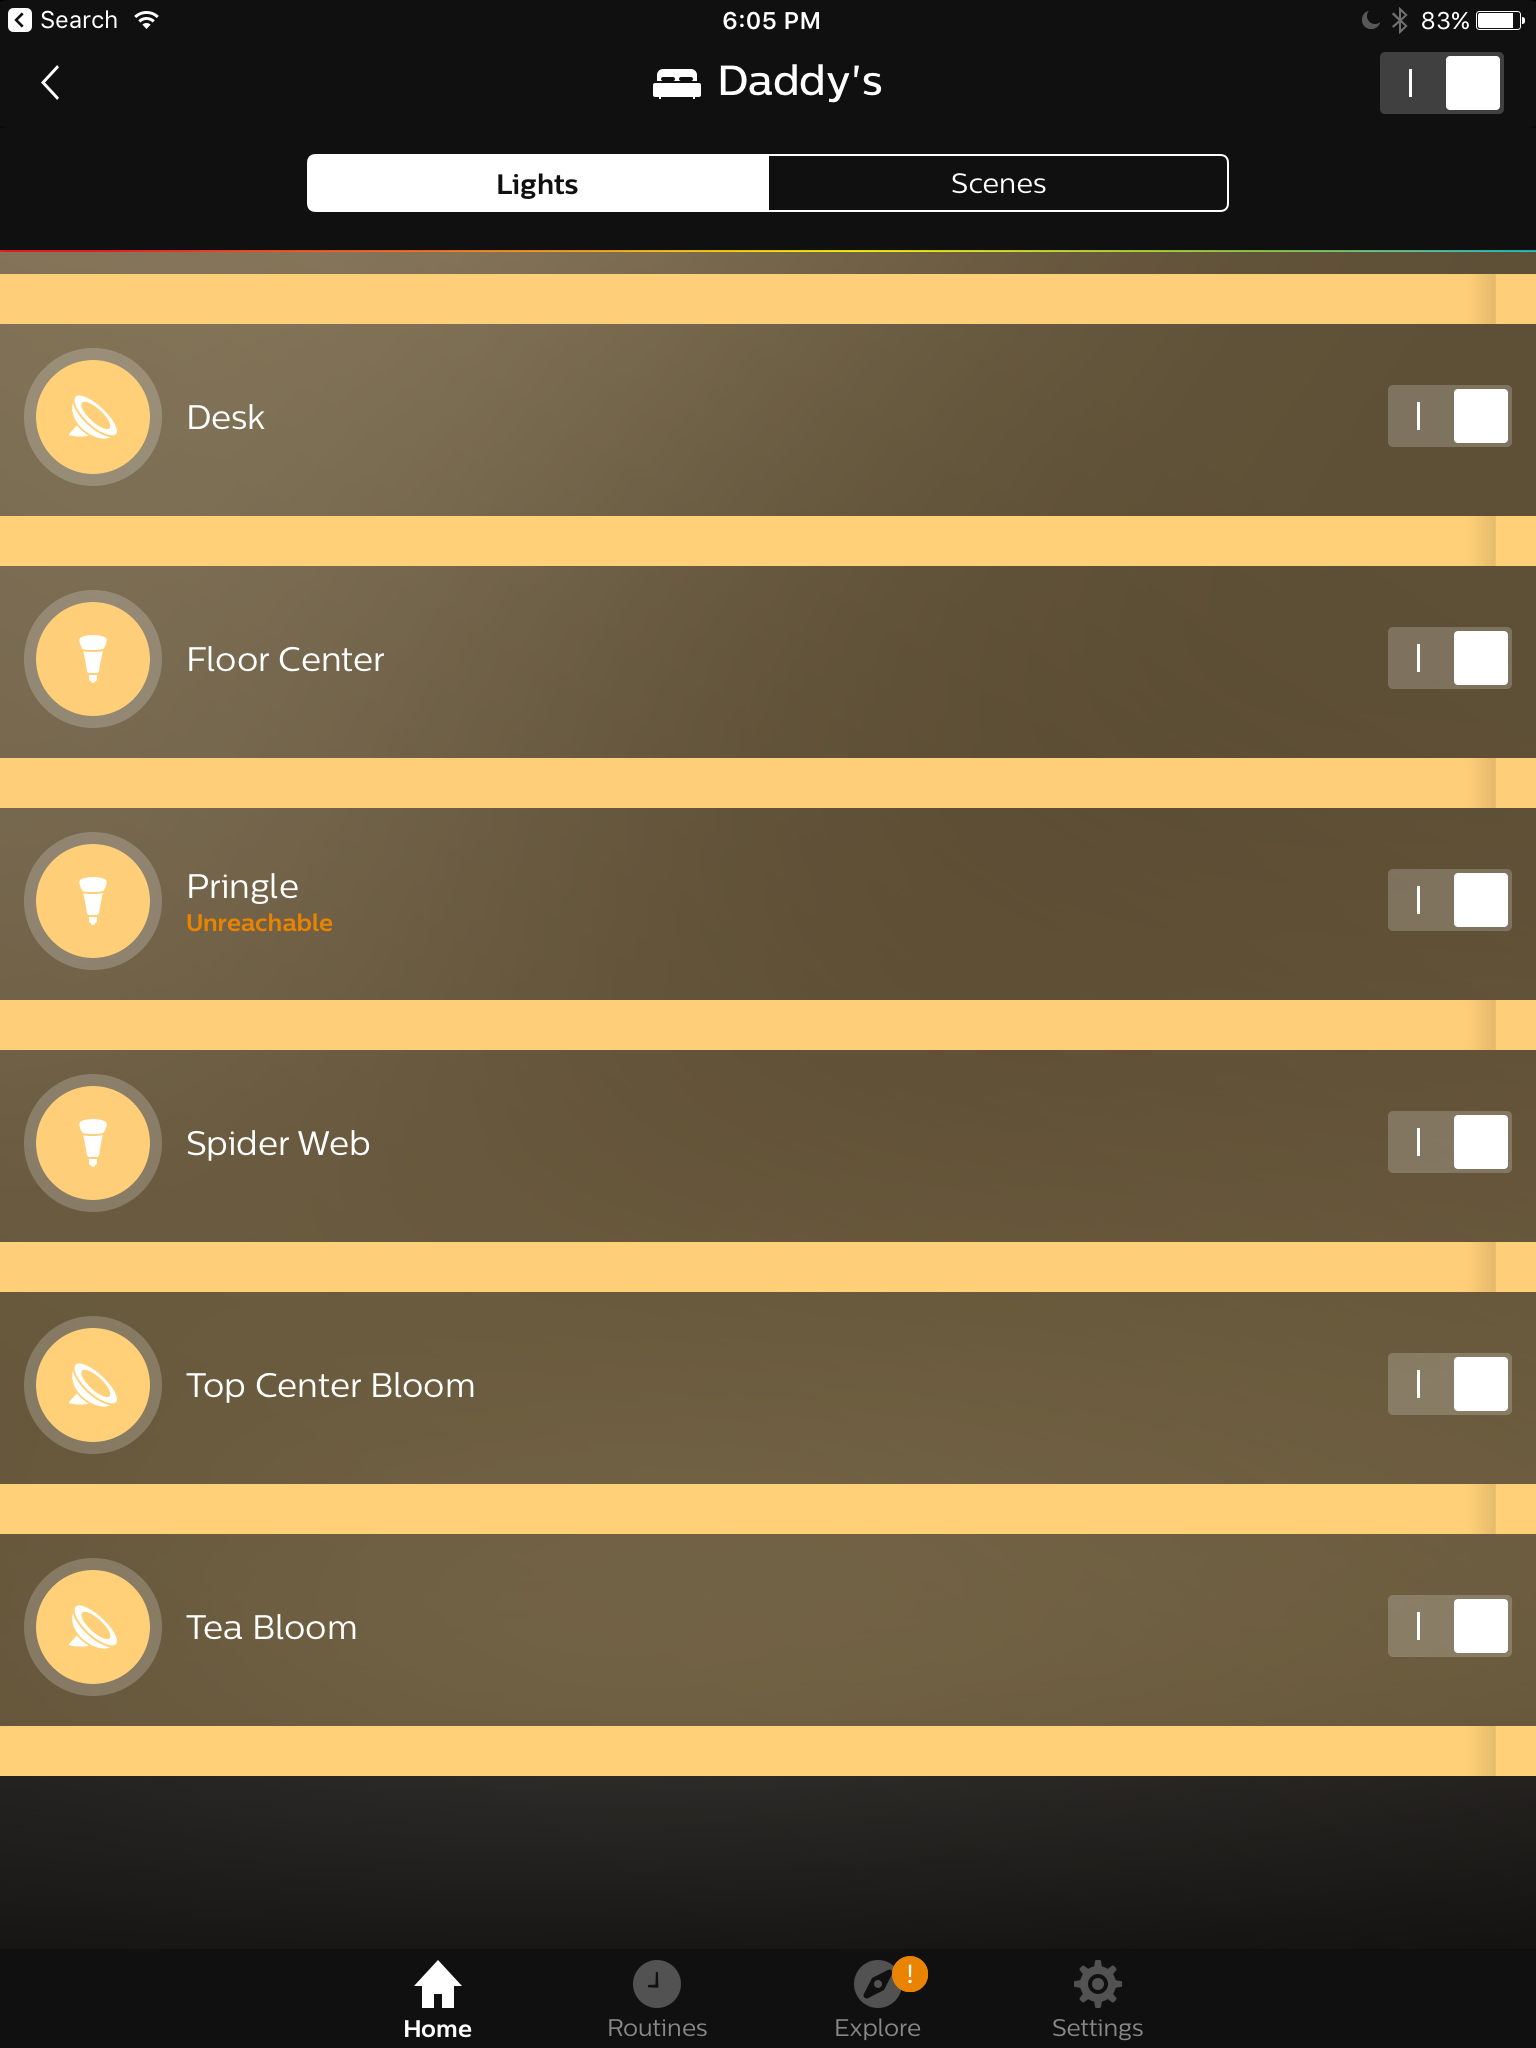 Search
6:05 PM
83%
Daddy's
Lights
Scenes
Desk
Floor Center
Pringle
Unreachable
Spider Web
Top Center Bloom
Tea Bloom
!
Home
Routines
Explore
Settings